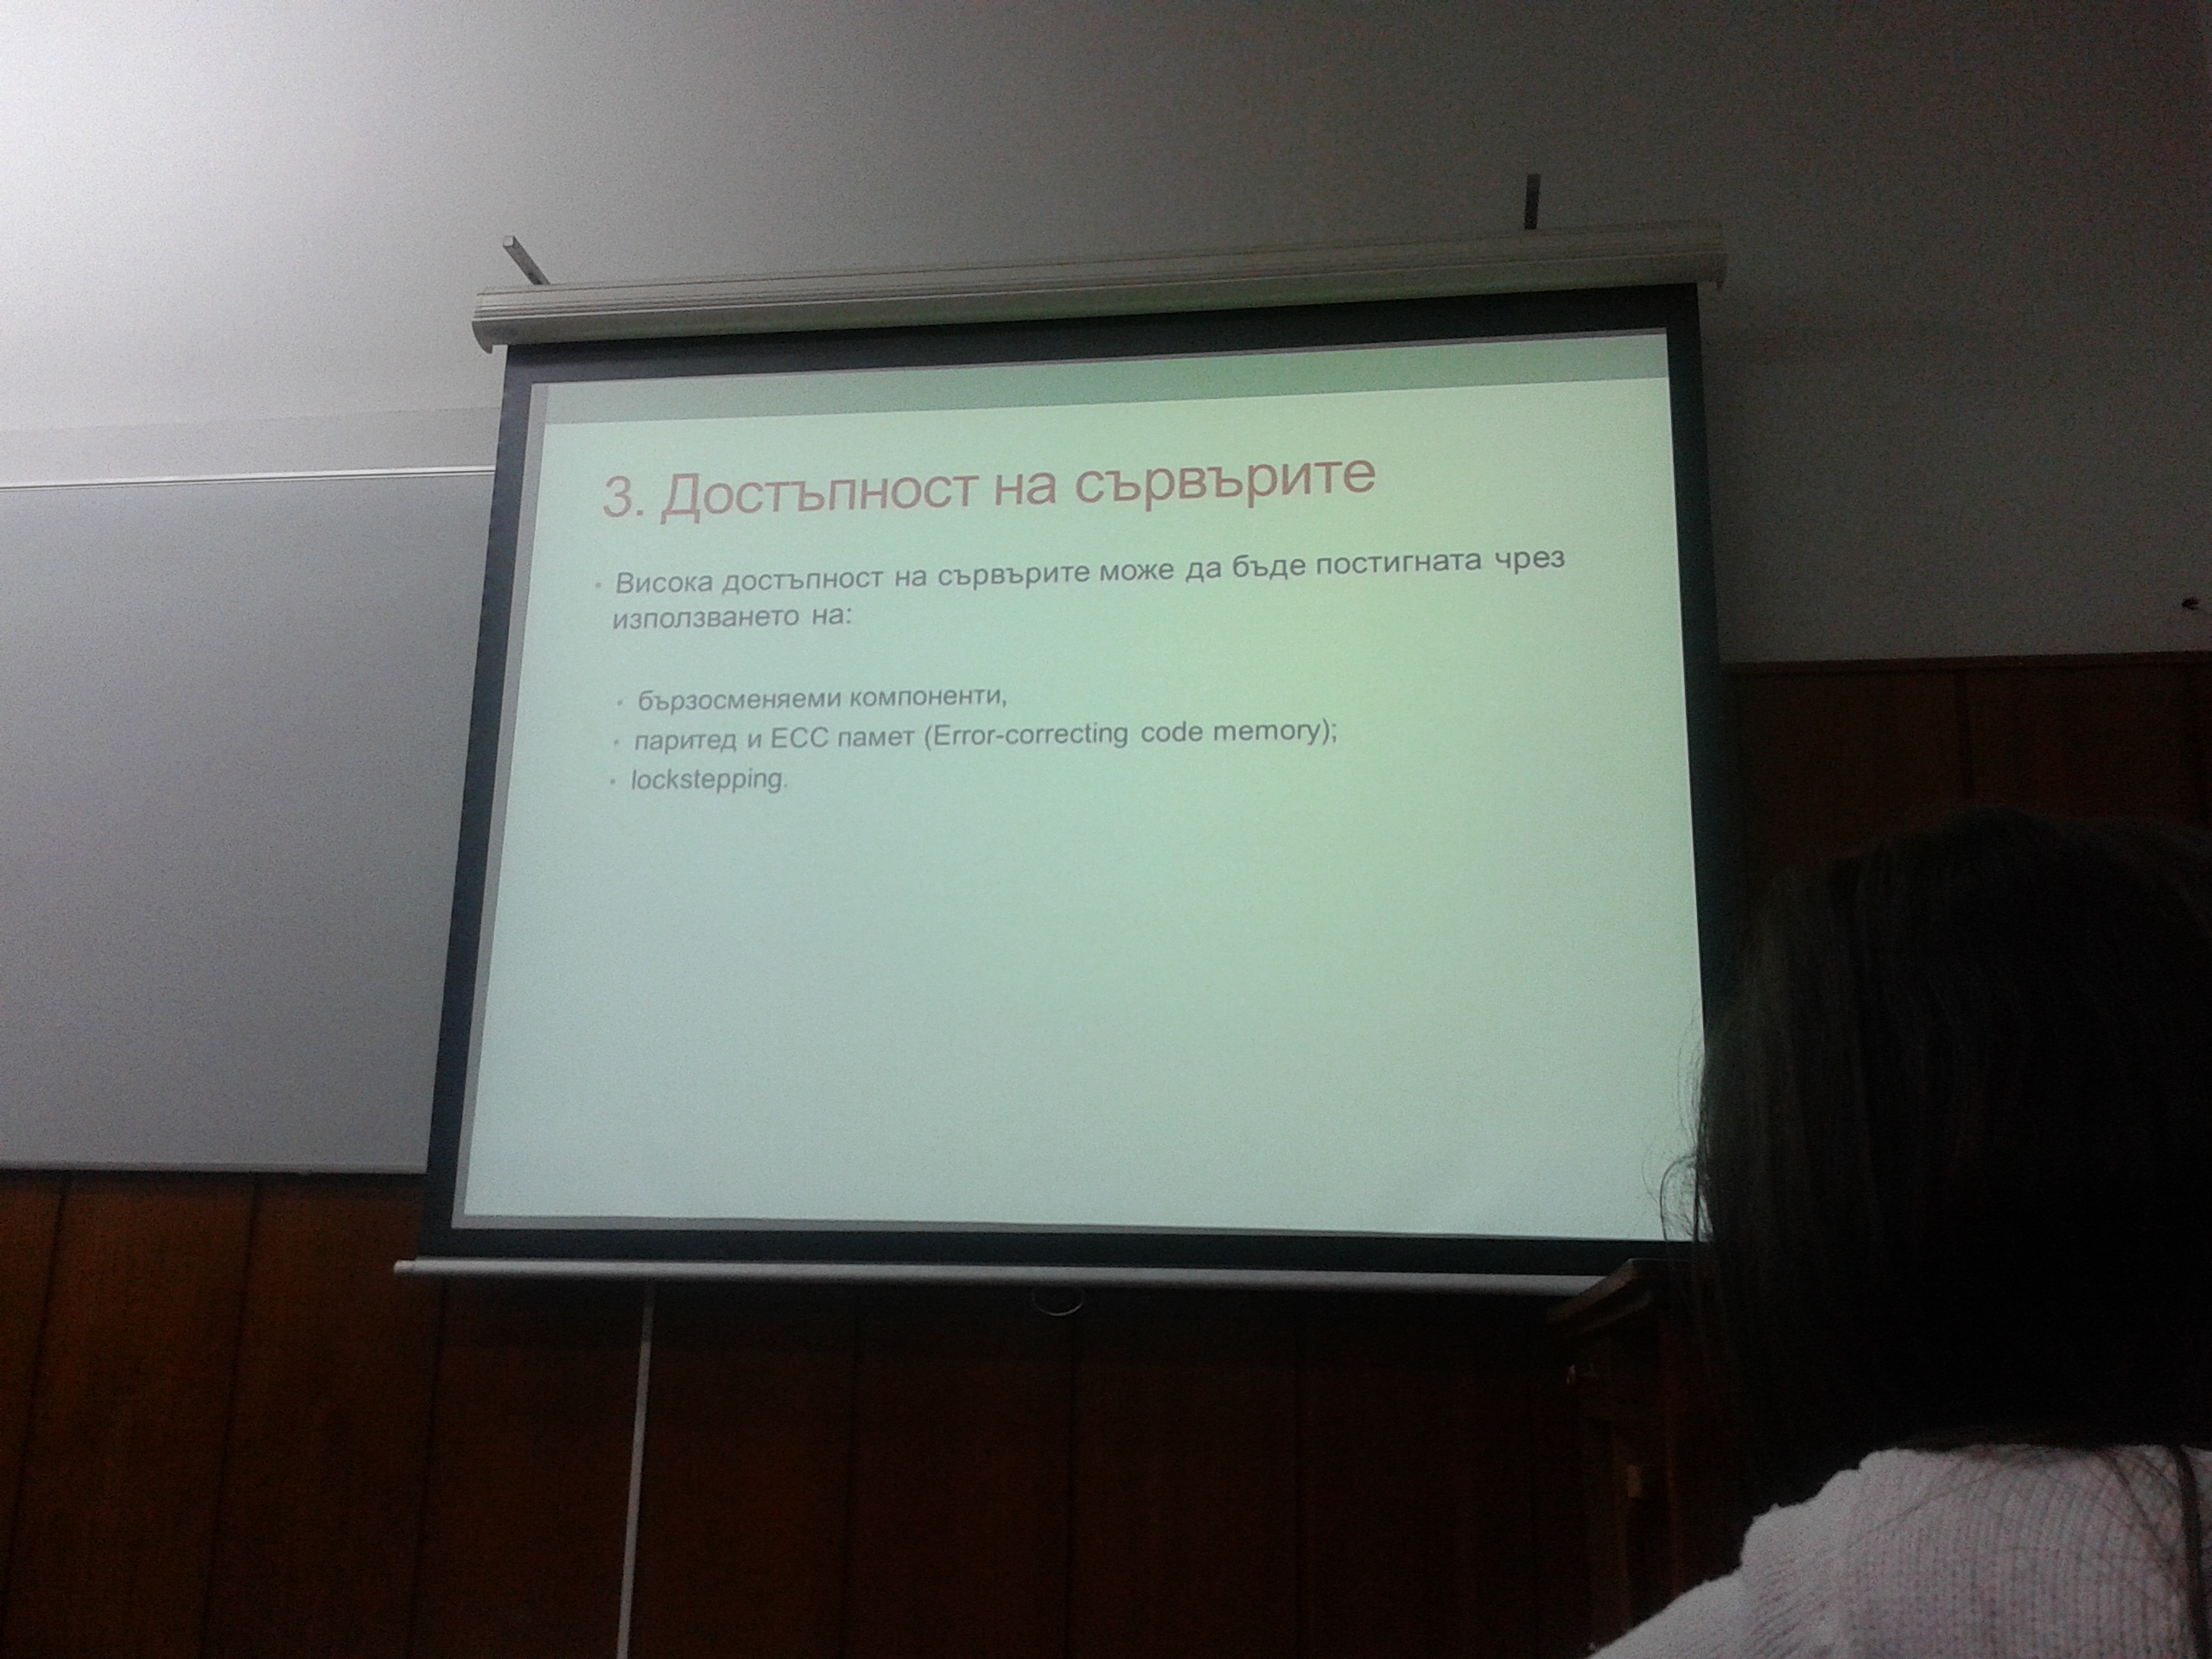 3. Достъпност на сървърите
• Висока достъпност на сървърите може да бъде постигната чрез
използването на:
• бързосменяеми компоненти,
• паритед и ECC памет (Error-correcting code memory);
• lockstepping.